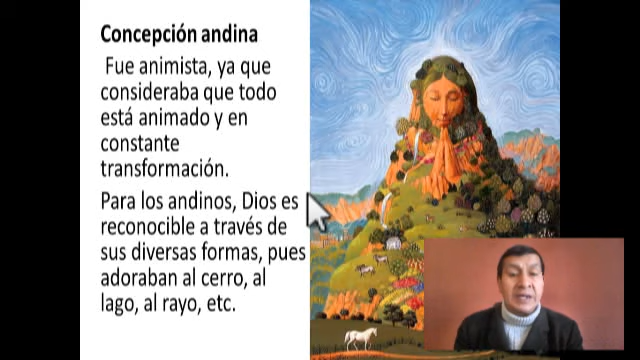 Concepción andina
Fue animista, ya que
consideraba que todo
está animado y en
constante
transformación.
Para los andinos, Dios es
reconocible a través de
sus diversas formas, pues
adoraban al cerro, al
lago, al rayo, etc.